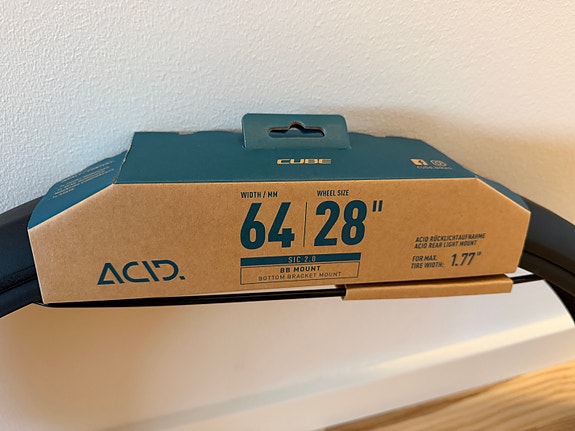 CUBE
WIDTH / MM
WHEEL SIZE
64
28"
SIC 2.0
BB MOUNT
BOTTOM BRACKET MOUNT
ACID.
ACID RÜCKLICHTAUFNAHME
ACID REAR LIGHT MOUNT
FOR MAX.
TIRE WIDTH: 1.77"